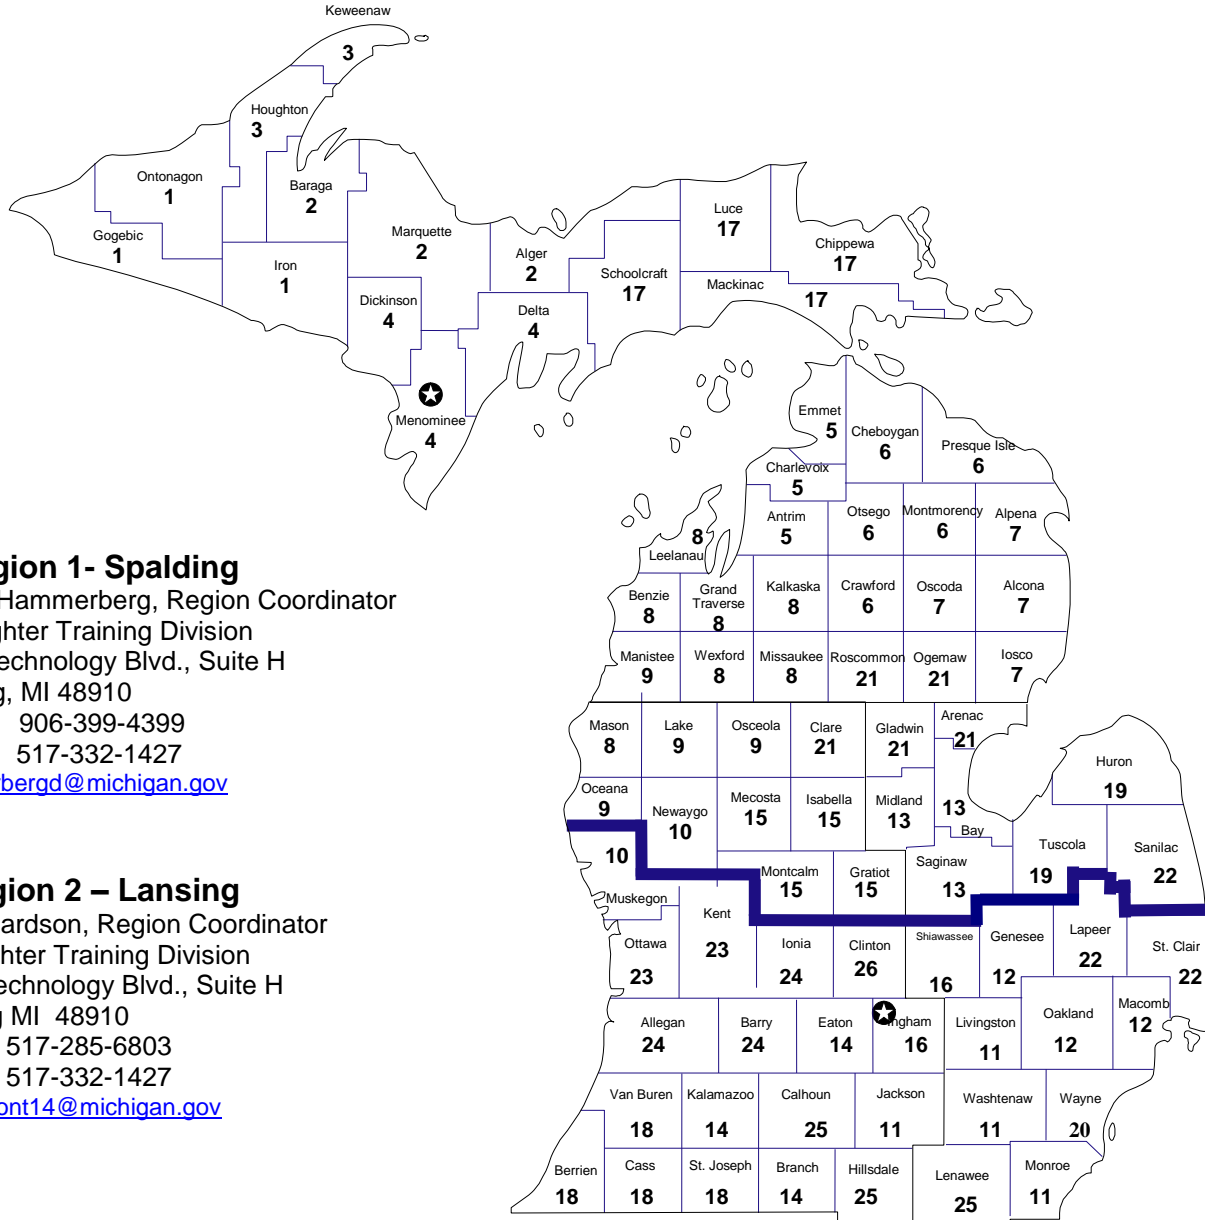 Keweenaw
3
Houghton
3
Ontonagon
1
Baraga
2
Gogebic
1
Iron
1
Marquette
2
Dickinson
4
Alger
2
Delta
4
Menominee
4
Schoolcraft
17
Luce
17
Chippewa
17
Mackinac
17
Emmet
5
Cheboygan
6
Presque Isle
6
Charlevoix
5
Antrim
5
Otsego
6
Montmorency
6
Alpena
7
8
Leelanau
Benzie
8
Grand
Traverse
8
Kalkaska
8
Crawford
6
Oscoda
7
Alcona
7
Manistee
9
Wexford
8
Missaukee
8
Roscommon
21
Ogemaw
21
Iosco
7
Mason
8
Lake
9
Osceola
9
Clare
21
Gladwin
21
Arenac
21
Huron
19
Oceana
9
Newaygo
10
Mecosta
15
Isabella
15
Midland
13
13
Bay
Tuscola
19
Sanilac
22
10
Muskegon
Montcalm
15
Gratiot
15
Saginaw
13
Ottawa
23
Kent
23
Ionia
24
Clinton
26
Shiawassee
16
Genesee
12
Lapeer
22
St. Clair
22
Allegan
24
Barry
24
Eaton
14
ngham
16
Livingston
11
Oakland
12
Macomb
12
Van Buren
18
Kalamazoo
14
Calhoun
25
Jackson
11
Washtenaw
11
Wayne
20
Berrien
18
Cass
18
St. Joseph
18
Branch
14
Hillsdale
25
Lenawee
25
Monroe
11
gion 1- Spalding
Hammerberg, Region Coordinator
ghter Training Division
echnology Blvd., Suite H
g, MI 48910
906-399-4399
517-332-1427
rbergd@michigan.gov
gion 2 – Lansing
ardson, Region Coordinator
hter Training Division
echnology Blvd., Suite H
g MI 48910
517-285-6803
517-332-1427
ont14@michigan.gov